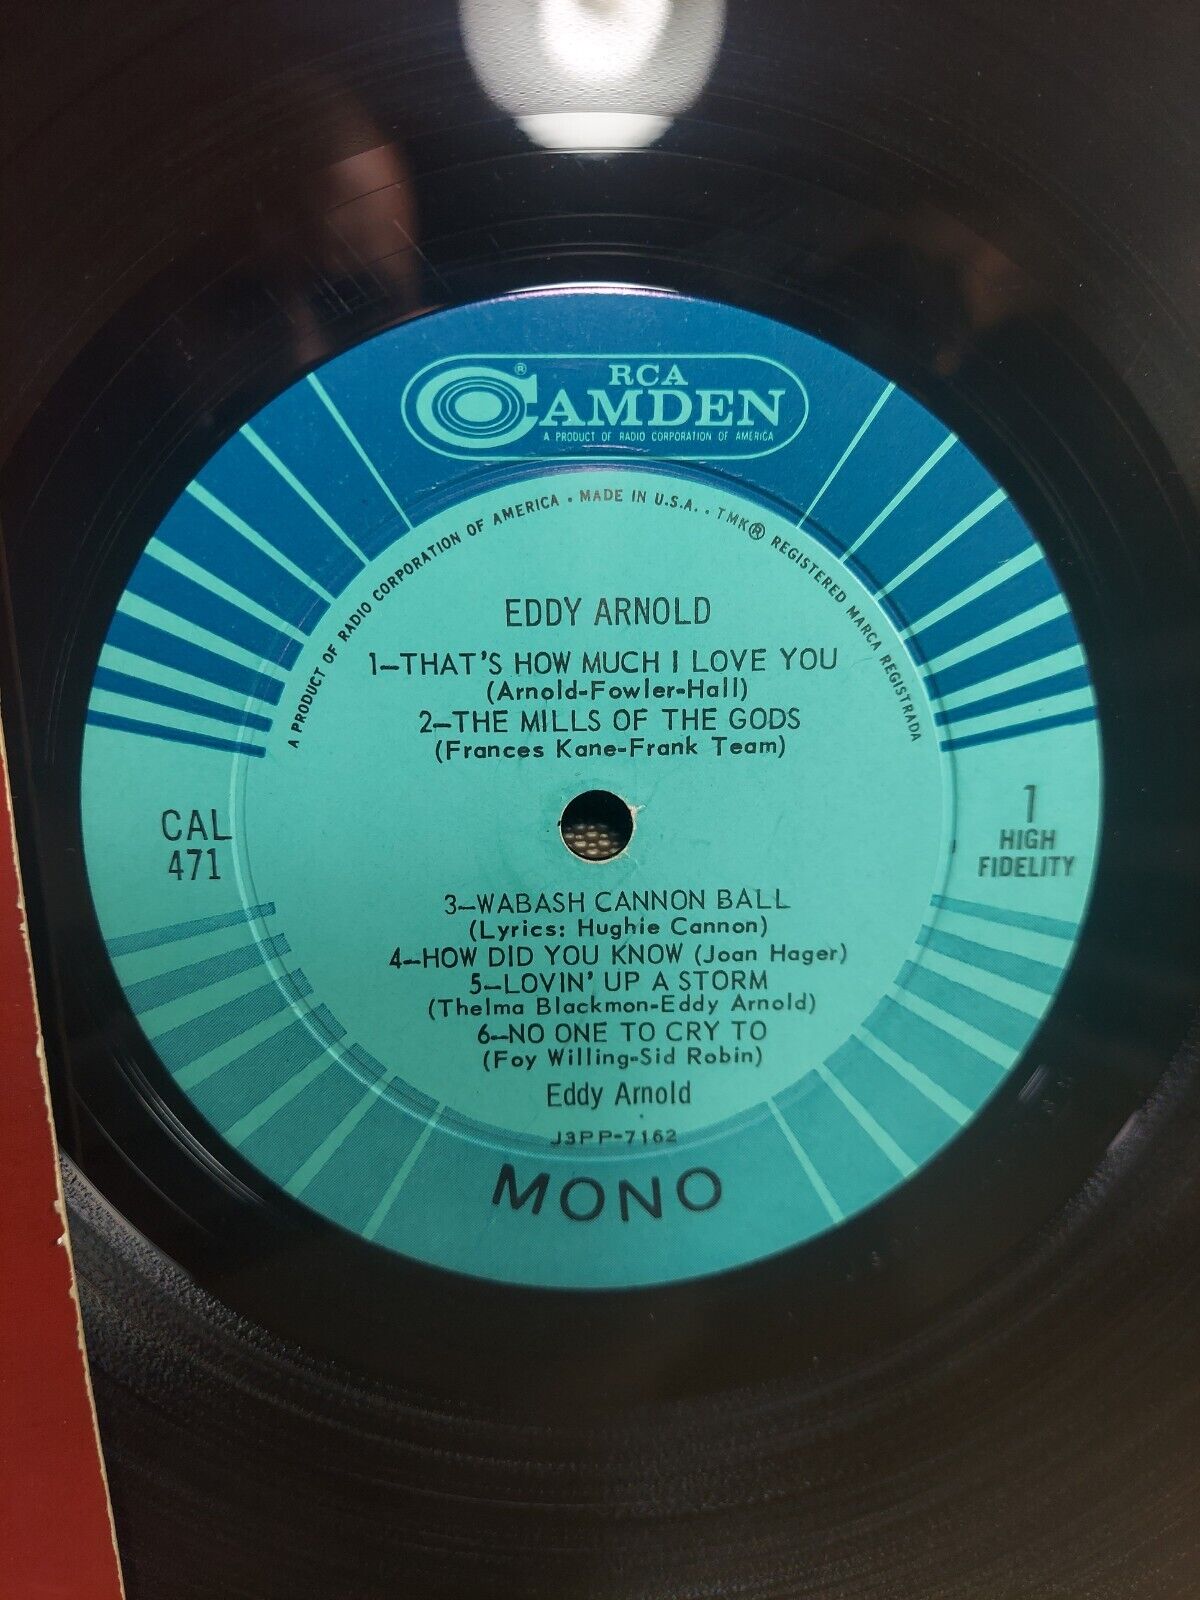 RCA
CAMDEN ®
A PRODUCT OF RADIO CORPORATION OF AMERICA
A PRODUCT OF RADIO CORPORATION OF AMERICA • MADE IN U.S.A. • TMK® REGISTERED MARCA REGISTRADA
EDDY ARNOLD
1—THAT'S HOW MUCH I LOVE YOU
(Arnold-Fowler-Hall)
2—THE MILLS OF THE GODS
(Frances Kane-Frank Team)
CAL
471
1
HIGH
FIDELITY
3—WABASH CANNON BALL
(Lyrics: Hughie Cannon)
4—HOW DID YOU KNOW (Joan Hager)
5—LOVIN' UP A STORM
(Thelma Blackmon-Eddy Arnold)
6—NO ONE TO CRY TO
(Foy Willing-Sid Robin)
Eddy Arnold
J3PP-7162
MONO